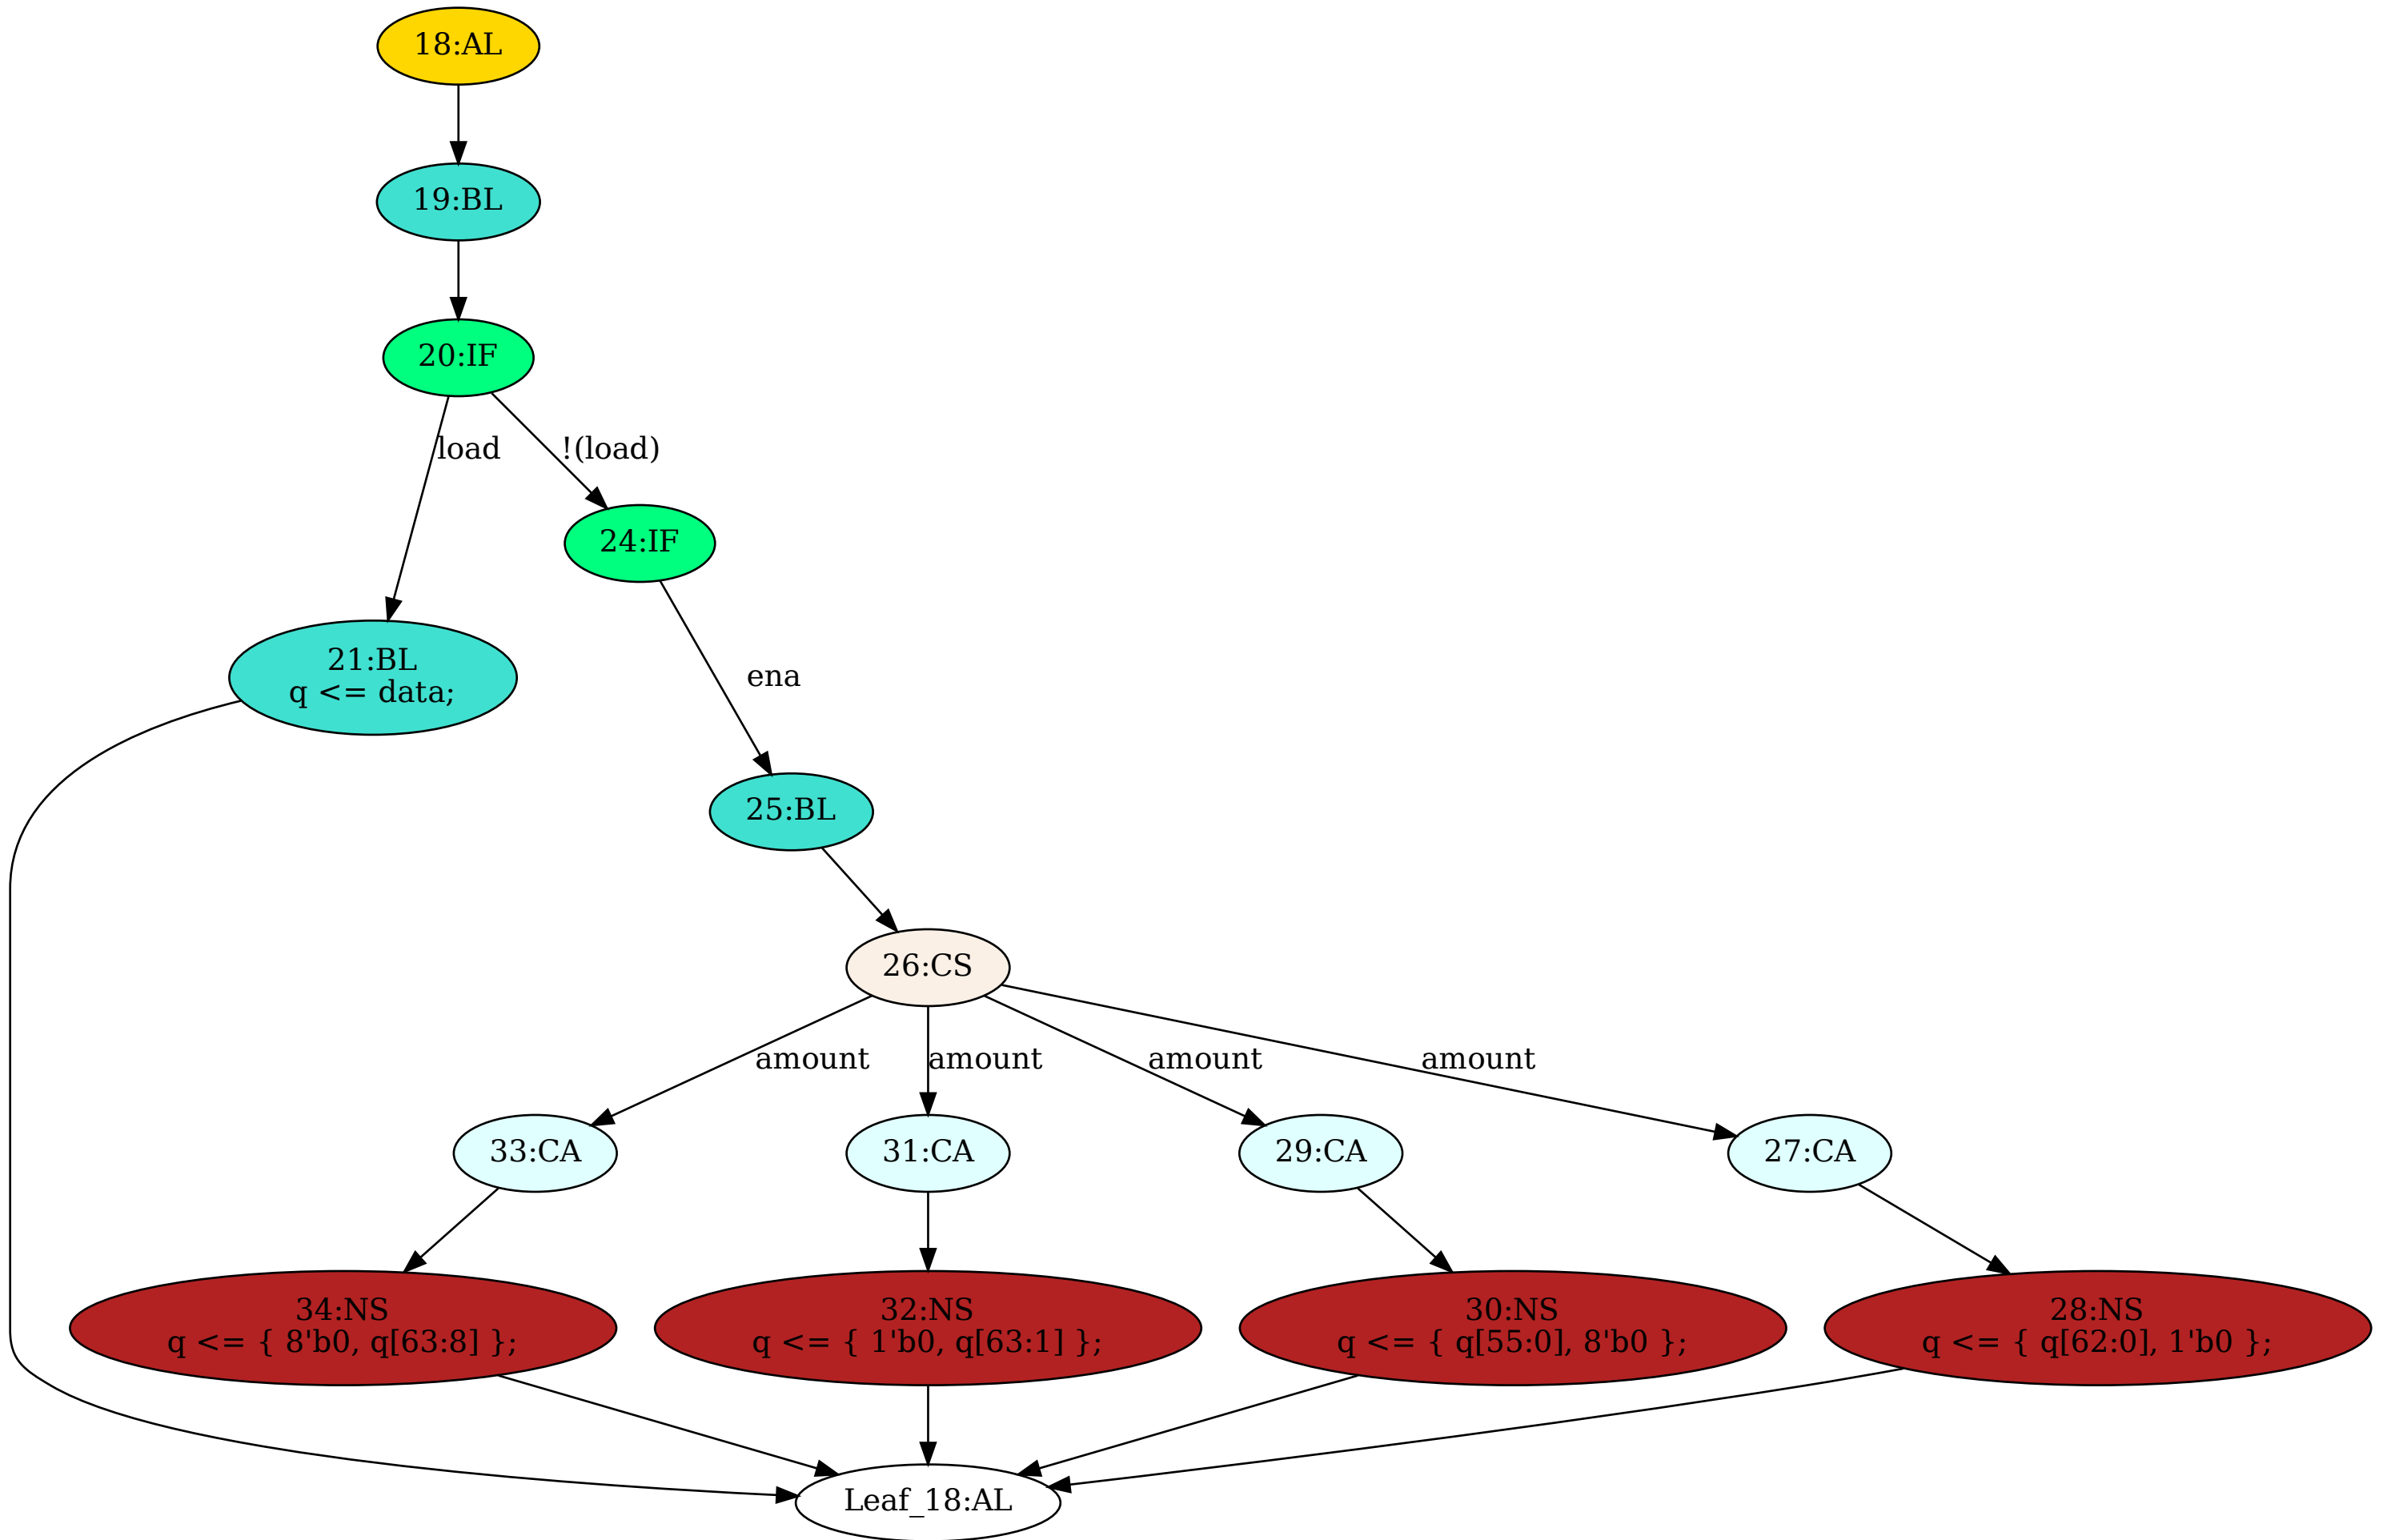 18:AL
19:BL
20:IF
load
!(load)
24:IF
21:BL
q <= data;
ena
25:BL
26:CS
amount
amount
amount
amount
33:CA
31:CA
29:CA
27:CA
34:NS
q <= { 8'b0, q[63:8] };
32:NS
q <= { 1'b0, q[63:1] };
30:NS
q <= { q[55:0], 8'b0 };
28:NS
q <= { q[62:0], 1'b0 };
Leaf_18:AL